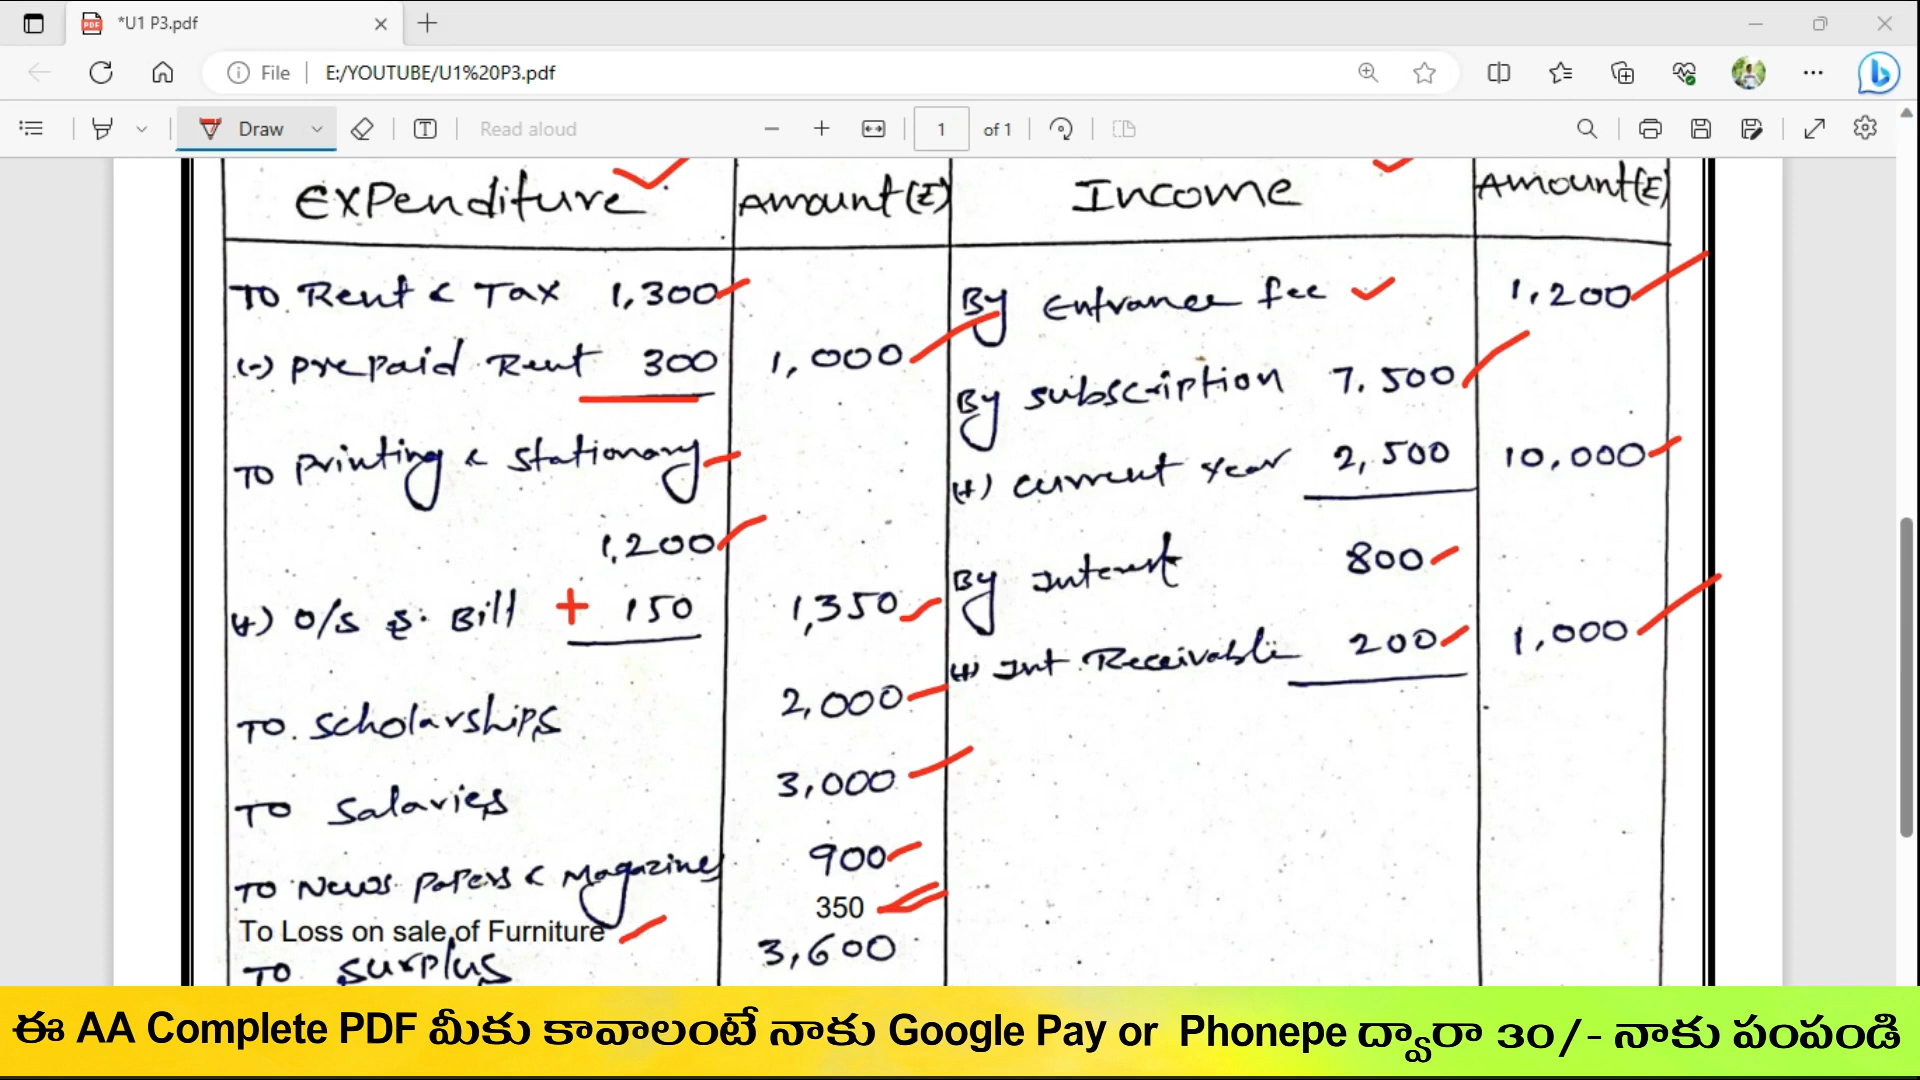 *U1 P3.pdf
File
E:/YOUTUBE/U1%20P3.pdf
Draw
Read aloud
1
of 1
Expenditure
Amount(₹)
Income
Amount(₹)
To Rent & Tax 1,300
(-) Prepaid Rent 300 1,000
To Printing & Stationary
1,200
(+) o/s Bill + 150 1,350
To Scholarships 2,000
To Salaries 3,000
To News Papers & Magazines 900
To Loss on sale of Furniture 350
To surplus 3,600
By Entrance fee 1,200
By subscription 7.500
(+) current year 2,500 10,000
By Interest 800
(+) Int Receivable 200 1,000
ఈ AA Complete PDF మీకు కావాలంటే నాకు Google Pay or Phonepe ద్వారా 30/- నాకు పంపండి